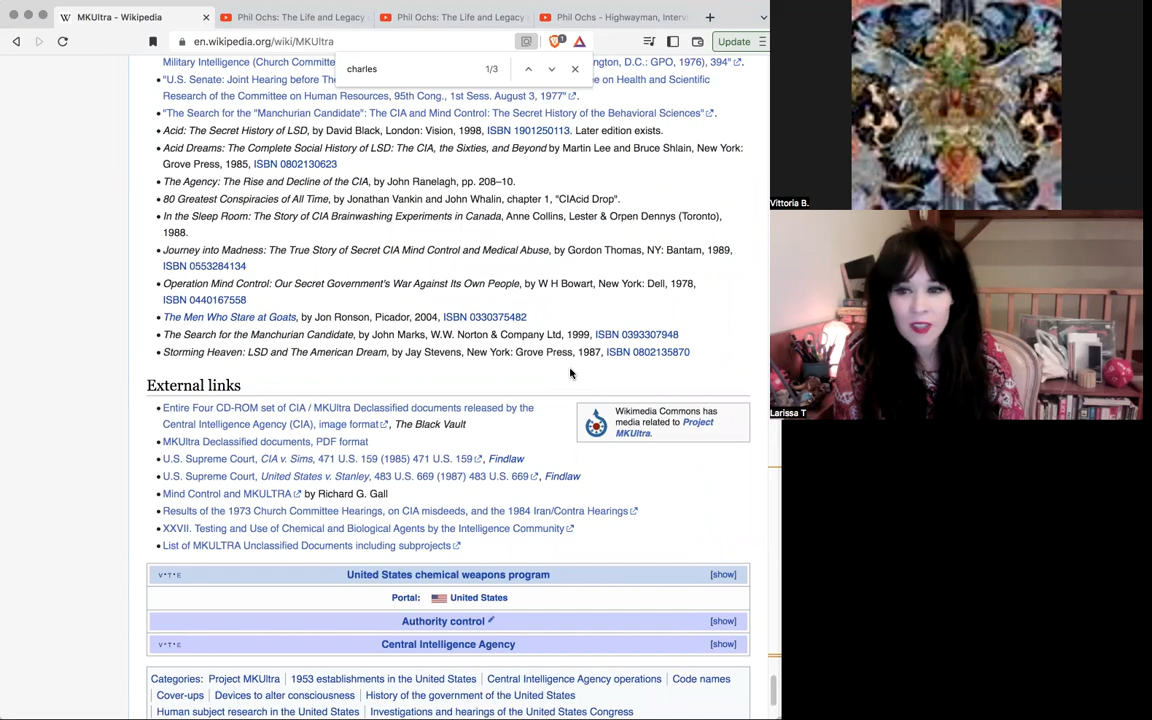 MKUltra - Wikipedia
Phil Ochs: The Life and Legacy
Phil Ochs: The Life and Legacy
Phil Ochs - Highwayman, Interv
en.wikipedia.org/wiki/MKUltra
1
Update
charles
1/3
Military Intelligence (Church Committe
ngton, D.C.: GPO, 1976), 394".
"U.S. Senate: Joint Hearing before The
e on Health and Scientific
Research of the Committee on Human Resources, 95th Cong., 1st Sess. August 3, 1977".
"The Search for the "Manchurian Candidate": The CIA and Mind Control: The Secret History of the Behavioral Sciences".
Acid: The Secret History of LSD, by David Black, London: Vision, 1998, ISBN 1901250113. Later edition exists.
Acid Dreams: The Complete Social History of LSD: The CIA, the Sixties, and Beyond by Martin Lee and Bruce Shlain, New York:
Grove Press, 1985, ISBN 0802130623
The Agency: The Rise and Decline of the CIA, by John Ranelagh, pp. 208–10.
80 Greatest Conspiracies of All Time, by Jonathan Vankin and John Whalin, chapter 1, "CIAcid Drop".
In the Sleep Room: The Story of CIA Brainwashing Experiments in Canada, Anne Collins, Lester & Orpen Dennys (Toronto),
1988.
Journey into Madness: The True Story of Secret CIA Mind Control and Medical Abuse, by Gordon Thomas, NY: Bantam, 1989,
ISBN 0553284134
Operation Mind Control: Our Secret Government's War Against Its Own People, by W H Bowart, New York: Dell, 1978,
ISBN 0440167558
The Men Who Stare at Goats, by Jon Ronson, Picador, 2004, ISBN 0330375482
The Search for the Manchurian Candidate, by John Marks, W.W. Norton & Company Ltd, 1999, ISBN 0393307948
Storming Heaven: LSD and The American Dream, by Jay Stevens, New York: Grove Press, 1987, ISBN 0802135870
External links
Entire Four CD-ROM set of CIA / MKUltra Declassified documents released by the
Central Intelligence Agency (CIA), image format, The Black Vault
MKUltra Declassified documents, PDF format
U.S. Supreme Court, CIA v. Sims, 471 U.S. 159 (1985) 471 U.S. 159, Findlaw
U.S. Supreme Court, United States v. Stanley, 483 U.S. 669 (1987) 483 U.S. 669, Findlaw
Mind Control and MKULTRA by Richard G. Gall
Results of the 1973 Church Committee Hearings, on CIA misdeeds, and the 1984 Iran/Contra Hearings
XXVII. Testing and Use of Chemical and Biological Agents by the Intelligence Community
List of MKULTRA Unclassified Documents including subprojects
Wikimedia Commons has
media related to Project
MKUltra.
V·T·E
United States chemical weapons program
[show]
Portal:
United States
Authority control
[show]
V·T·E
Central Intelligence Agency
[show]
Categories: Project MKUltra | 1953 establishments in the United States | Central Intelligence Agency operations | Code names
Cover-ups | Devices to alter consciousness | History of the government of the United States
Human subject research in the United States | Investigations and hearings of the United States Congress
Vittoria B.
Larissa T